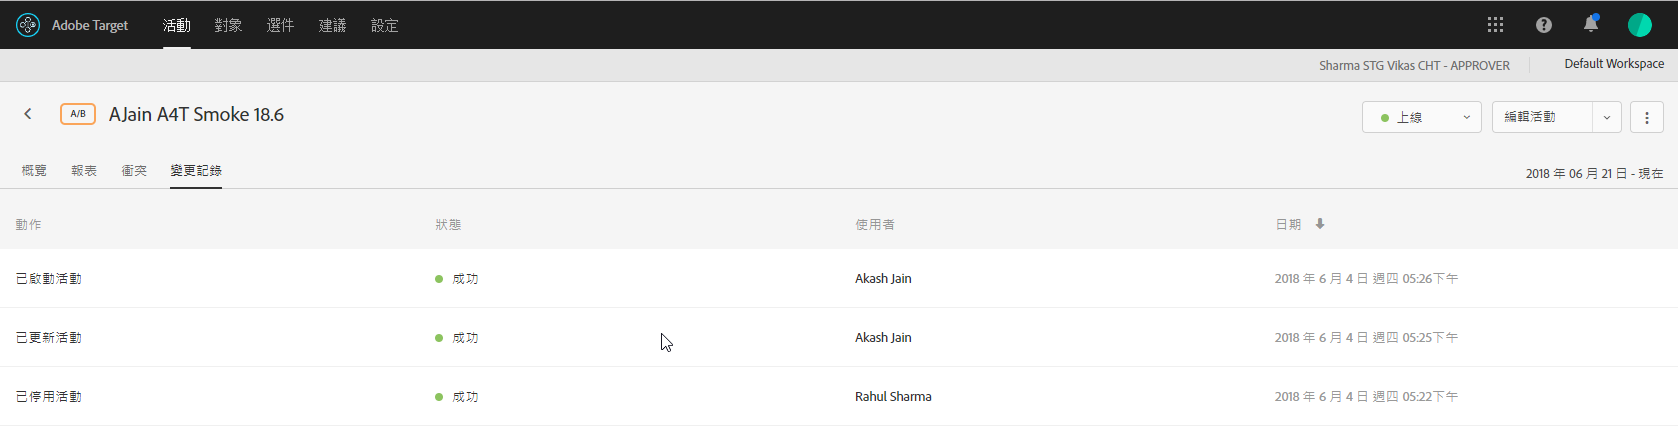 Adobe Target 活動 對象 選件 建議 設定
Sharma STG Vikas CHT - APPROVER Default Workspace
A/B AJain A4T Smoke 18.6 上線 編輯活動
概覽 報表 衝突 變更記錄 2018 年 06 月 21 日 - 現在
動作 狀態 使用者 日期
已啟動活動 成功 Akash Jain 2018 年 6 月 4 日 週四 05:26下午
已更新活動 成功 Akash Jain 2018 年 6 月 4 日 週四 05:25下午
已停用活動 成功 Rahul Sharma 2018 年 6 月 4 日 週四 05:22下午